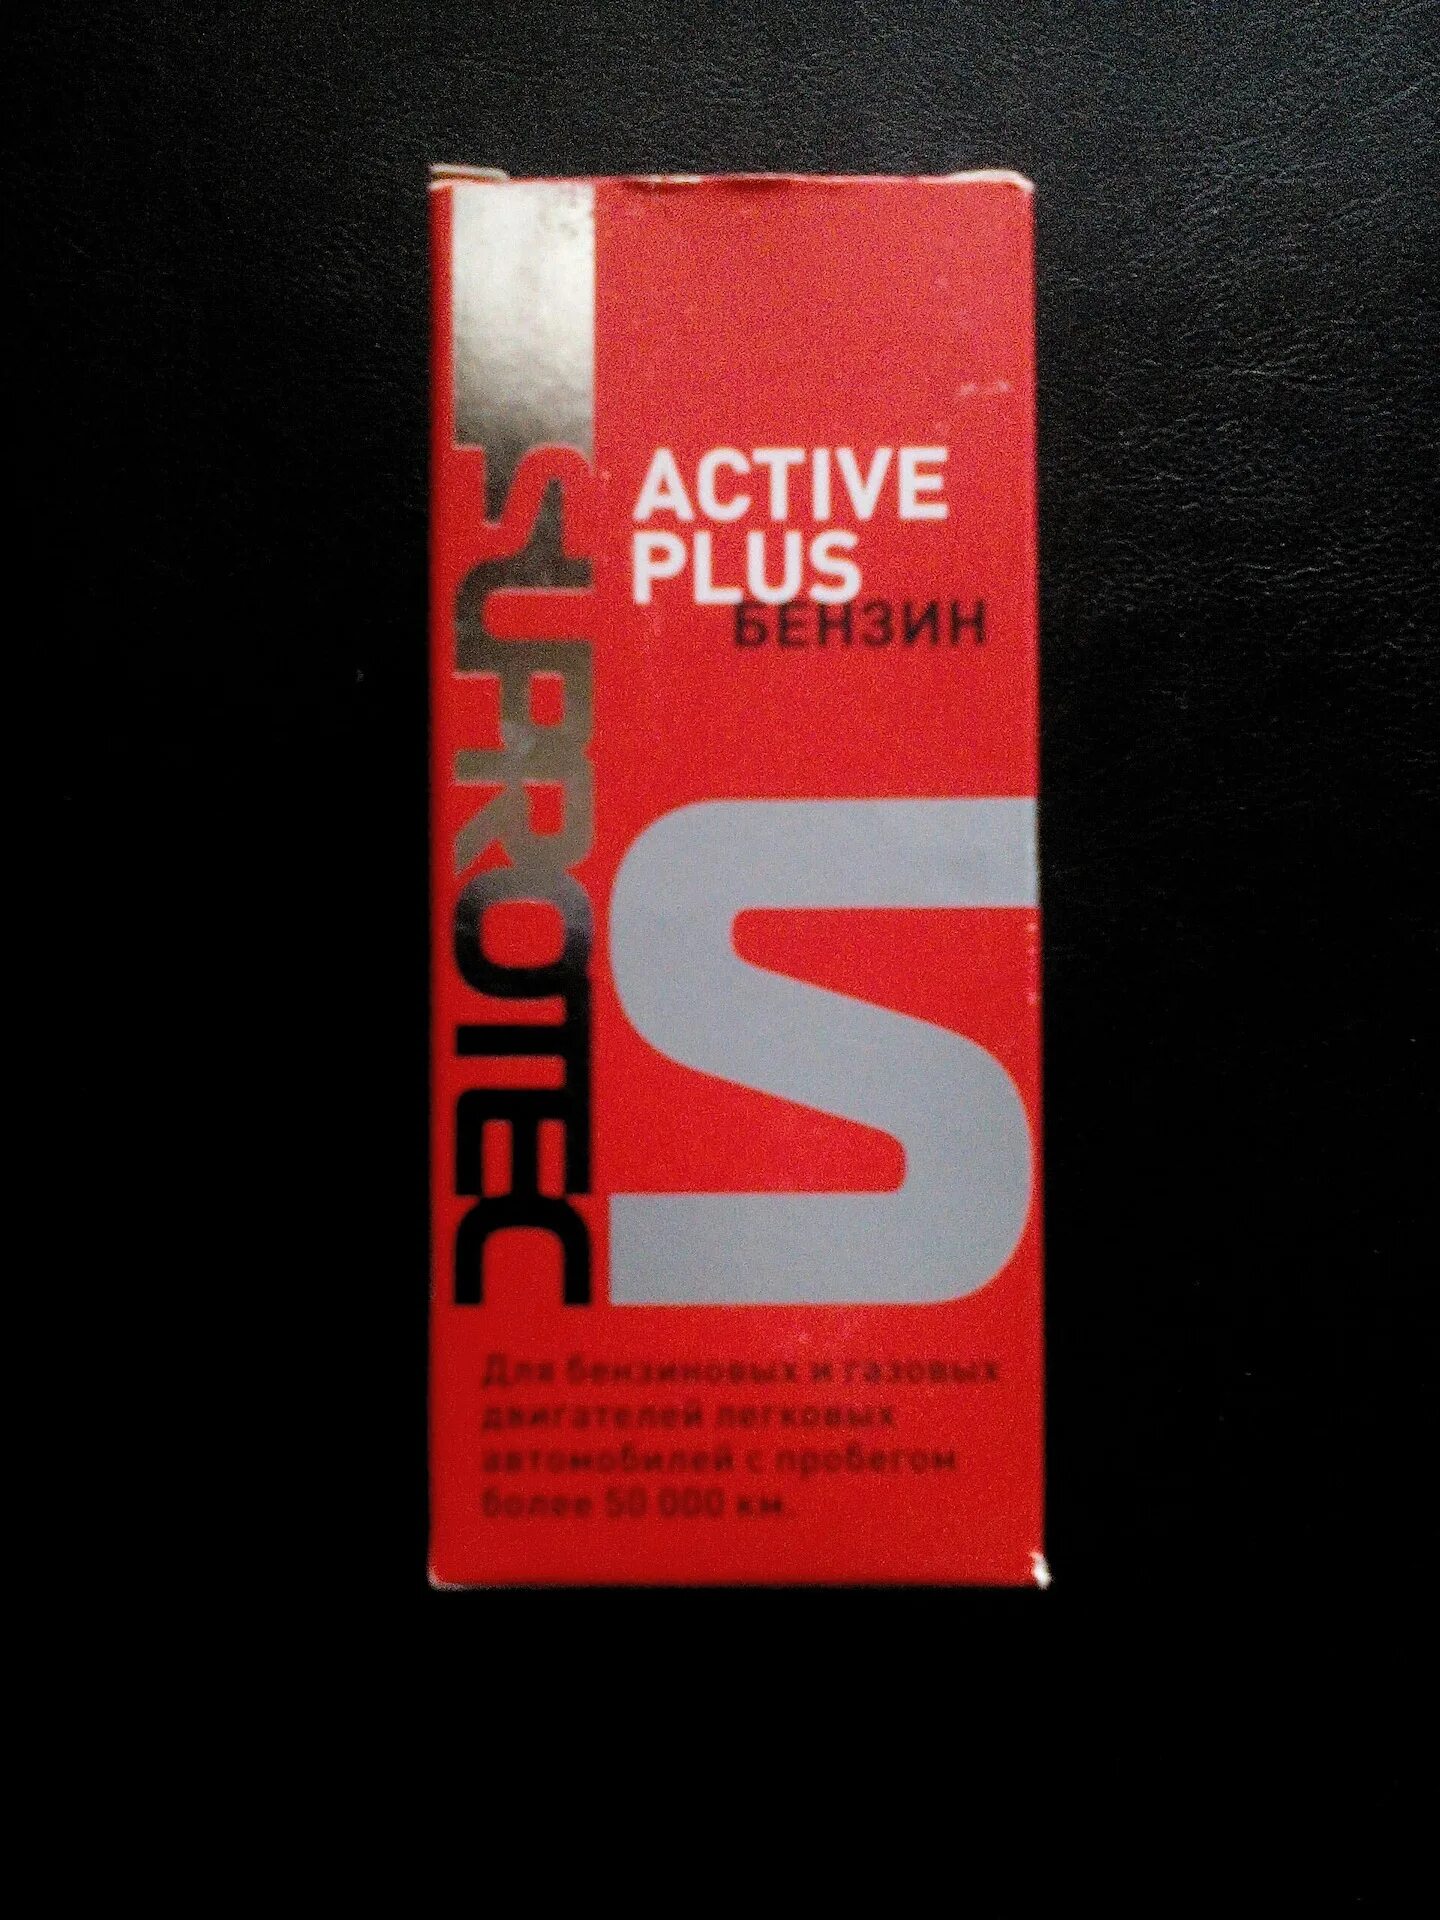 SUPROTEC
ACTIVE
PLUS
БЕНЗИН
S
Для бензиновых и газовых
двигателей легковых
автомобилей с пробегом
более 50 000 км.